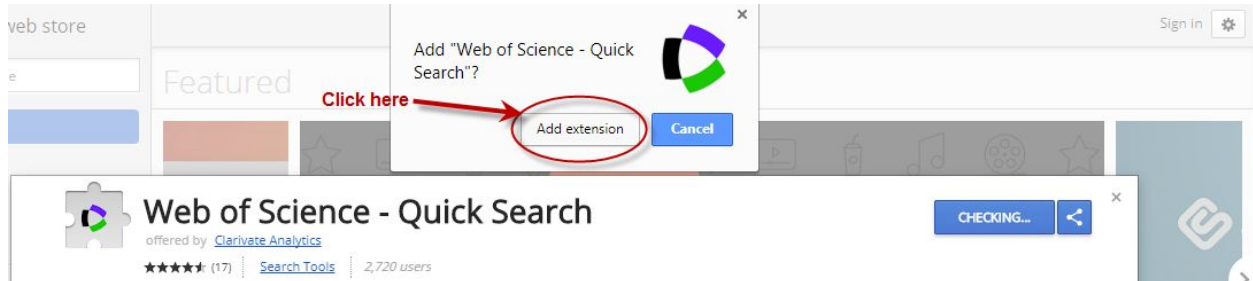 web store
Sign in
Add "Web of Science - Quick
Search"?
e
Featured
Click here
Add extension
Cancel
Web of Science - Quick Search
CHECKING...
offered by Clarivate Analytics
(17) Search Tools 2,720 users